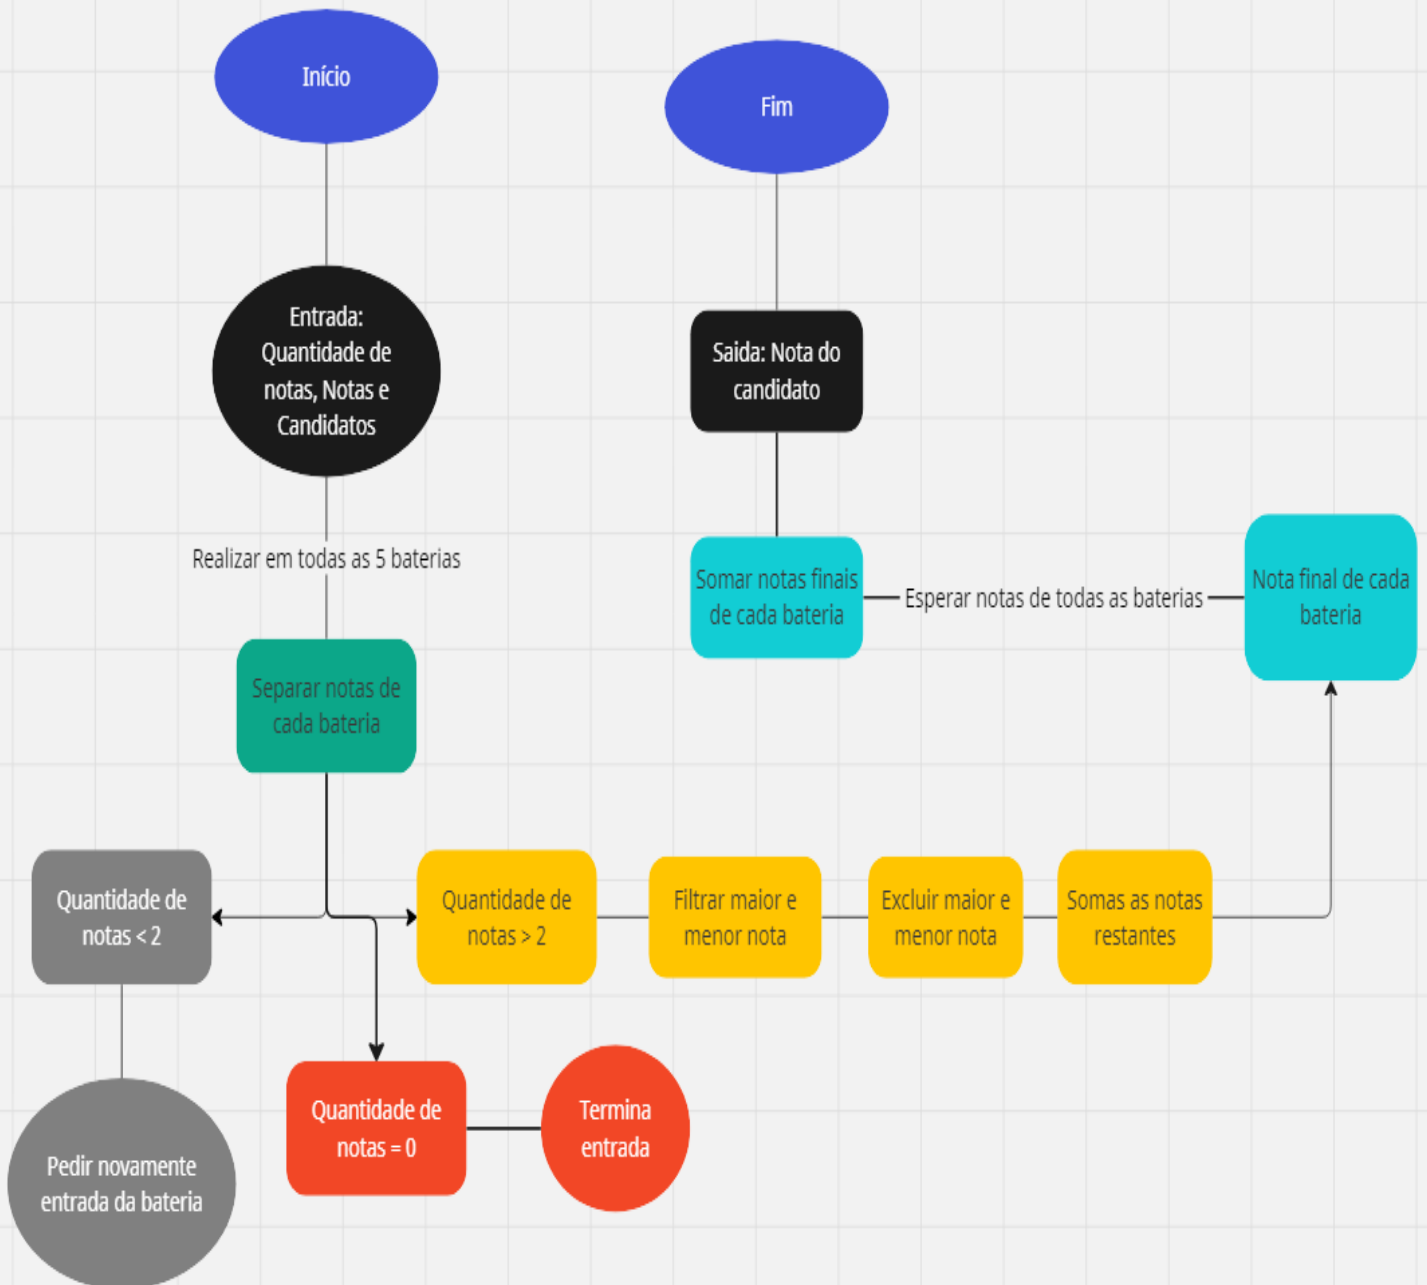 Início
Fim
Entrada:
Quantidade de
notas, Notas e
Candidatos
Saida: Nota do
candidato
Realizar em todas as 5 baterias
Somar notas finais
de cada bateria
Esperar notas de todas as baterias
Nota final de cada
bateria
Separar notas de
cada bateria
Quantidade de
notas < 2
Quantidade de
notas > 2
Filtrar maior e
menor nota
Excluir maior e
menor nota
Somas as notas
restantes
Quantidade de
notas = 0
Termina
entrada
Pedir novamente
entrada da bateria